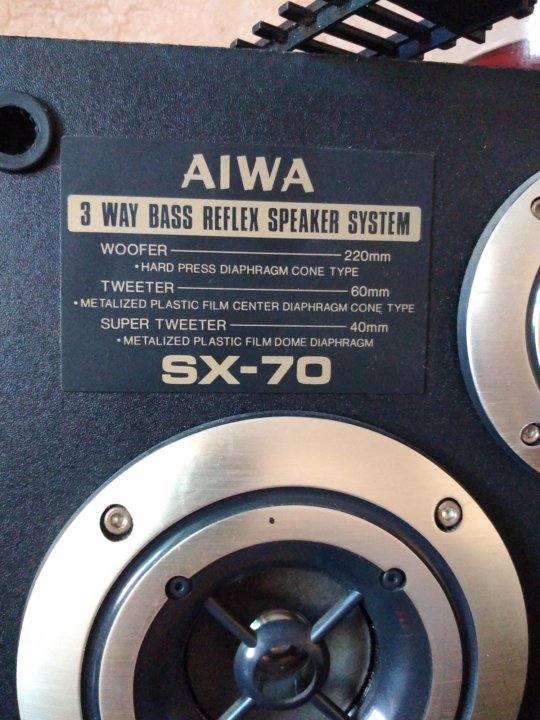 AIWA
3 WAY BASS REFLEX SPEAKER SYSTEM
WOOFER 220mm
• HARD PRESS DIAPHRAGM CONE TYPE
TWEETER 60mm
• METALIZED PLASTIC FILM CENTER DIAPHRAGM CONE TYPE
SUPER TWEETER 40mm
• METALIZED PLASTIC FILM DOME DIAPHRAGM
SX-70